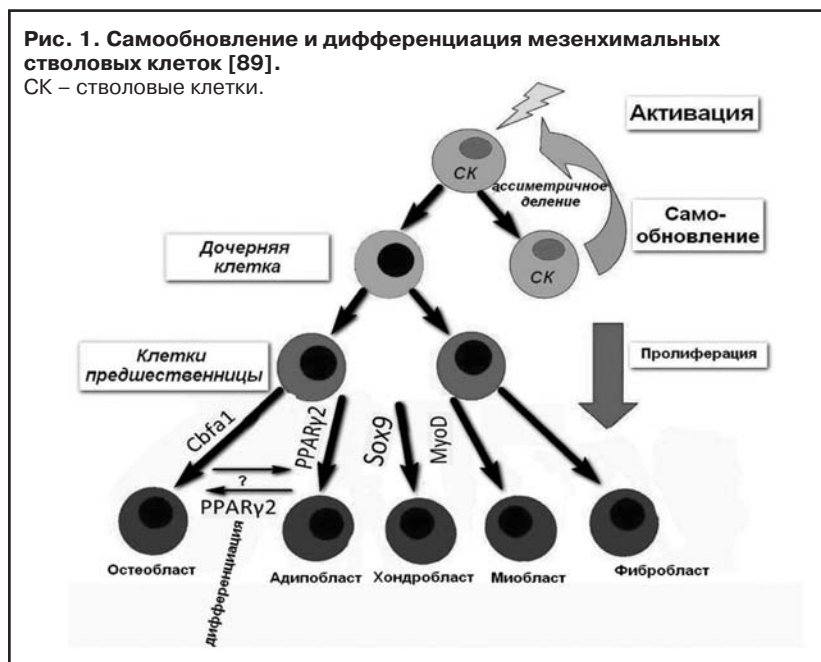 Рис. 1. Самообновление и дифференциация мезенхимальных
стволовых клеток [89].
СК – стволовые клетки.
Активация
СК
ассиметричное
деление
Само-
обновление
СК
Дочерняя
клетка
Клетки
предшественницы
Пролиферация
Cbfa1
PPARγ2
Sox9
MyoD
?
PPARγ2
дифференциация
Остеобласт
Адипобласт
Хондробласт
Миобласт
Фибробласт